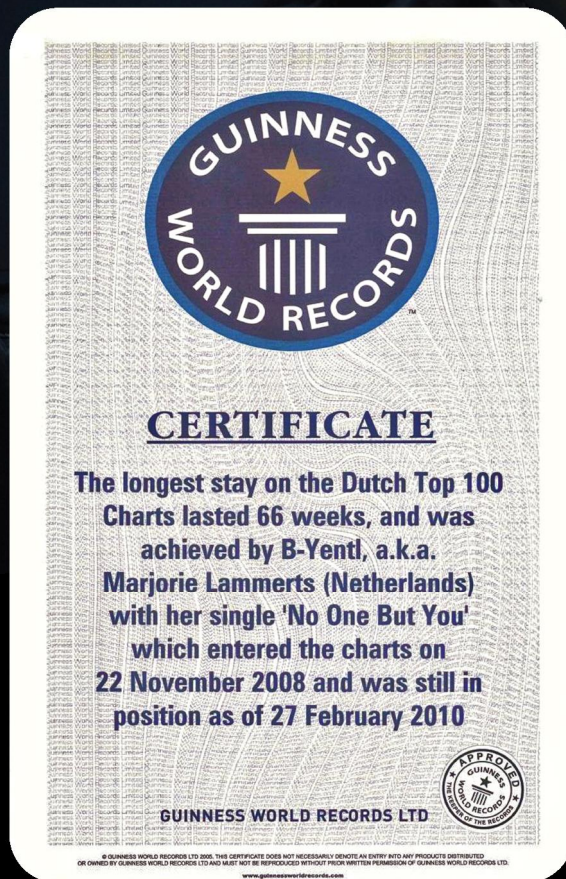 GUINNESS
WORLD RECORDS
TM
CERTIFICATE
The longest stay on the Dutch Top 100
Charts lasted 66 weeks, and was
achieved by B-Yentl, a.k.a.
Marjorie Lammerts (Netherlands)
with her single 'No One But You'
which entered the charts on
22 November 2008 and was still in
position as of 27 February 2010
APPROVED
GUINNESS
WORLD RECORDS
THE KEEPER OF THE RECORDS
GUINNESS WORLD RECORDS LTD
© GUINNESS WORLD RECORDS LTD 2005. THIS CERTIFICATE DOES NOT NECESSARILY DENOTE AN ENTRY INTO ANY PRODUCTS DISTRIBUTED
OR OWNED BY GUINNESS WORLD RECORDS LTD AND MUST NOT BE REPRODUCED WITHOUT PRIOR WRITTEN PERMISSION OF GUINNESS WORLD RECORDS LTD.
www.guinnessworldrecords.com